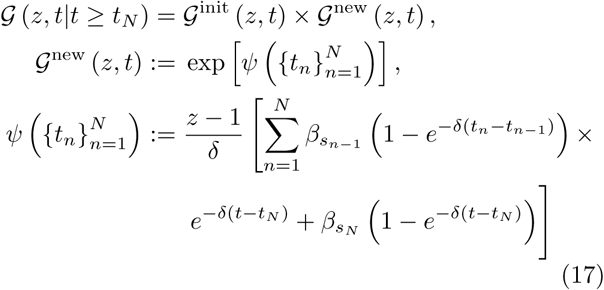 𝒢 (z, t|t ≥ t_N) = 𝒢^init (z, t) × 𝒢^new (z, t) ,
𝒢^new (z, t) := exp [ψ ({t_n}_{n=1}^N)] ,
ψ ({t_n}_{n=1}^N) := \frac{z − 1}{δ} [∑_{n=1}^N β_{s_{n−1}} (1 − e^{−δ(t_n−t_{n−1})}) ×
e^{−δ(t−t_N)} + β_{s_N} (1 − e^{−δ(t−t_N)})]
(17)